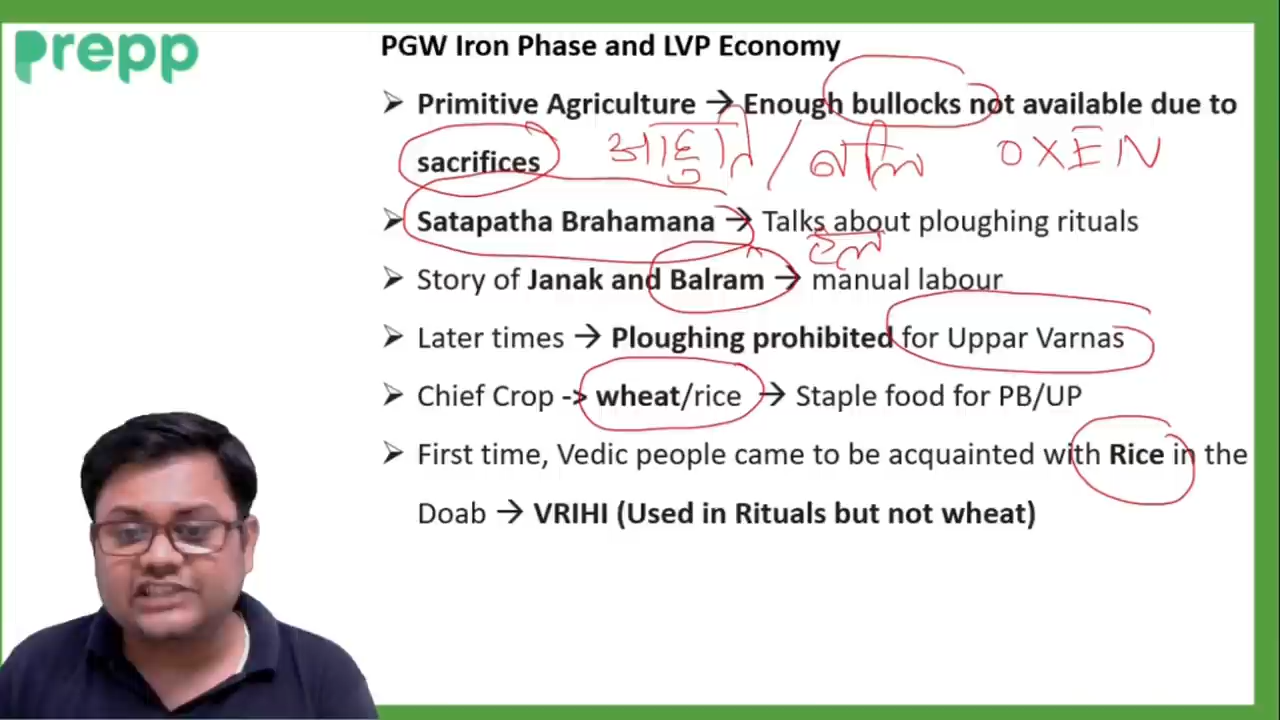 prepp
PGW Iron Phase and LVP Economy
➢ Primitive Agriculture → Enough bullocks not available due to
sacrifices आहुति / बलि OXEN
➢ Satapatha Brahamana → Talks about ploughing rituals
हल
➢ Story of Janak and Balram → manual labour
➢ Later times → Ploughing prohibited for Uppar Varnas
➢ Chief Crop -> wheat/rice → Staple food for PB/UP
➢ First time, Vedic people came to be acquainted with Rice in the
Doab → VRIHI (Used in Rituals but not wheat)